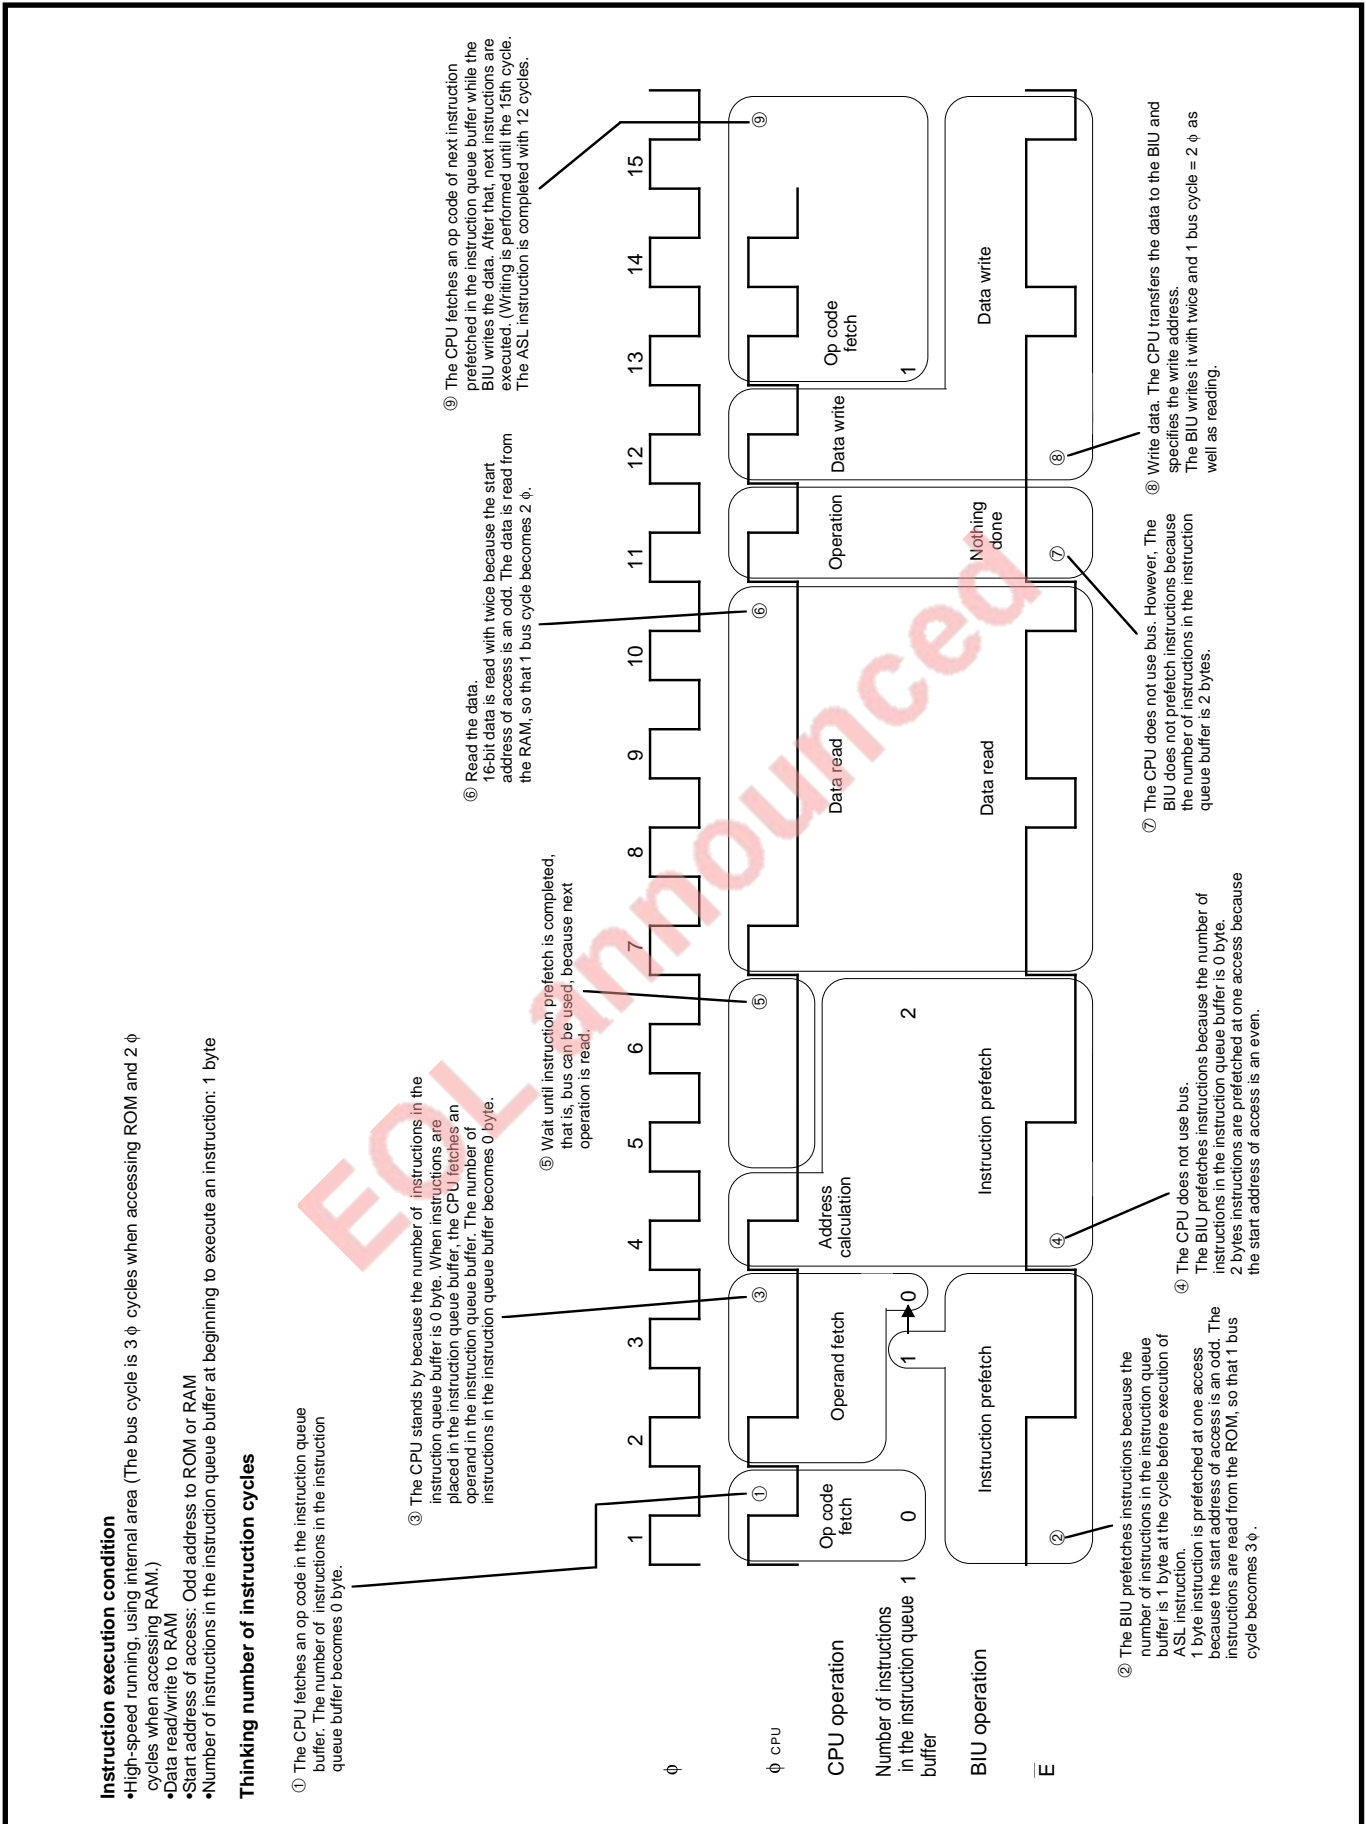 Instruction execution condition
•High-speed running, using internal area (The bus cycle is 3 ϕ cycles when accessing ROM and 2 ϕ
cycles when accessing RAM.)
•Data read/write to RAM
•Start address of access: Odd address to ROM or RAM
•Number of instructions in the instruction queue buffer at beginning to execute an instruction: 1 byte
Thinking number of instruction cycles
① The CPU fetches an op code in the instruction queue
buffer. The number of instructions in the instruction
queue buffer becomes 0 byte.
③ The CPU stands by because the number of instructions in the
instruction queue buffer is 0 byte. When instructions are
placed in the instruction queue buffer, the CPU fetches an
operand in the instruction queue buffer. The number of
instructions in the instruction queue buffer becomes 0 byte.
⑤ Wait until instruction prefetch is completed,
that is, bus can be used, because next
operation is read.
⑥ Read the data.
16-bit data is read with twice because the start
address of access is an odd. The data is read from
the RAM, so that 1 bus cycle becomes 2 ϕ.
⑨ The CPU fetches an op code of next instruction
prefetched in the instruction queue buffer while the
BIU writes the data. After that, next instructions are
executed. (Writing is performed until the 15th cycle.
The ASL instruction is completed with 12 cycles.
1 2 3 4 5 6 7 8 9 10 11 12 13 14 15
ϕ
ϕ CPU
① ③ ⑤ ⑥ ⑨
CPU operation
Op code
fetch
Operand fetch
Address
calculation
Data read
Operation
Data write
Op code
fetch
Number of instructions
in the instruction queue
buffer
1 0 1 0 2 1
BIU operation
Instruction prefetch
Instruction prefetch
Data read
Nothing
done
Data write
E
② ④ ⑦ ⑧
② The BIU prefetches instructions because the
number of instructions in the instruction queue
buffer is 1 byte at the cycle before execution of
ASL instruction.
1 byte instruction is prefetched at one access
because the start address of access is an odd. The
instructions are read from the ROM, so that 1 bus
cycle becomes 3ϕ .
④ The CPU does not use bus.
The BIU prefetches instructions because the number of
instructions in the instruction queue buffer is 0 byte.
2 bytes instructions are prefetched at one access because
the start address of access is an even.
⑦ The CPU does not use bus. However, The
BIU does not prefetch instructions because
the number of instructions in the instruction
queue buffer is 2 bytes.
⑧ Write data. The CPU transfers the data to the BIU and
specifies the write address.
The BIU writes it with twice and 1 bus cycle = 2 ϕ as
well as reading.
EOL announced